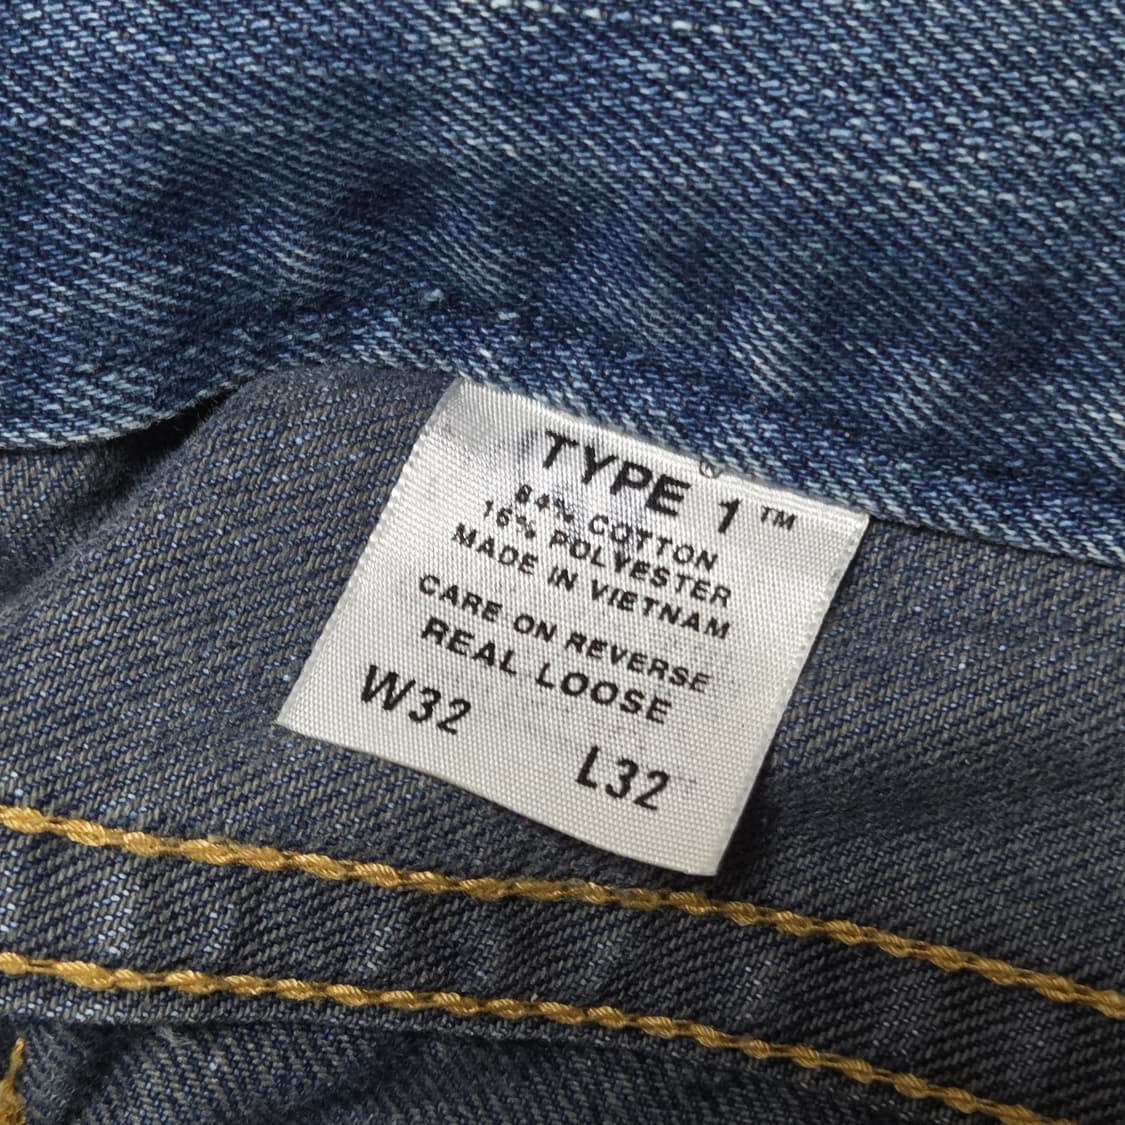 TYPE 1™
84% COTTON
16% POLYESTER
MADE IN VIETNAM
CARE ON REVERSE
REAL LOOSE
W32 L32